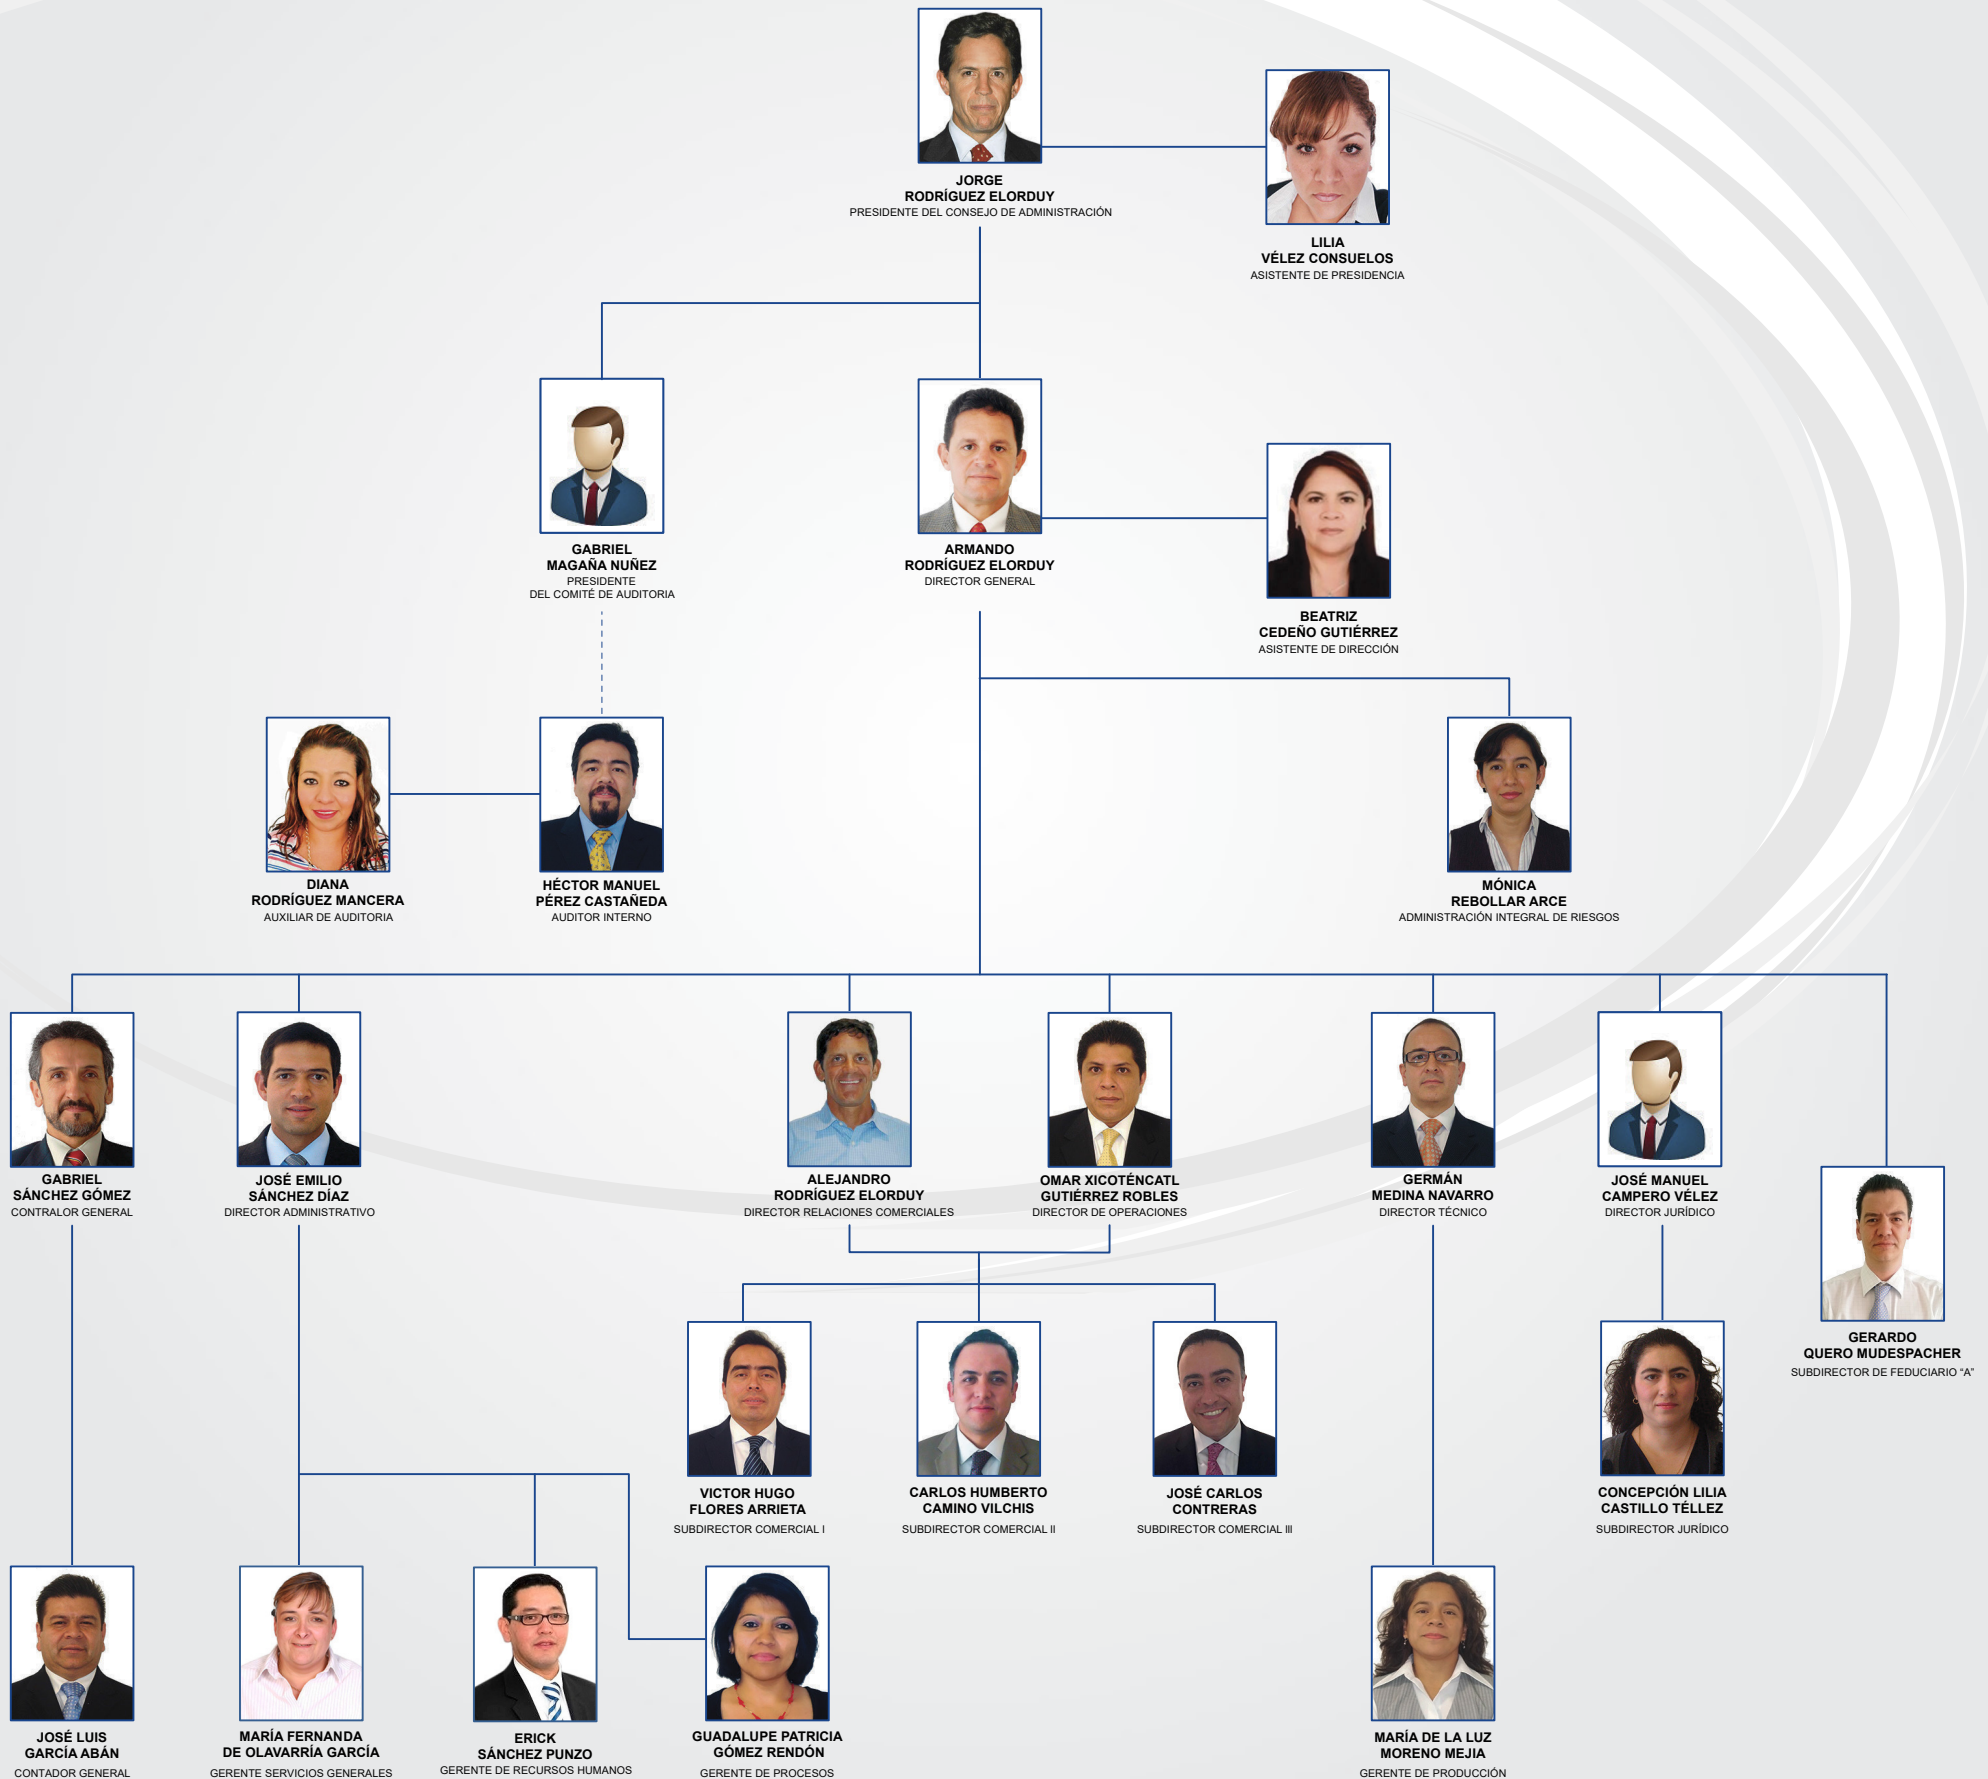 JORGE
RODRÍGUEZ ELORDUY
PRESIDENTE DEL CONSEJO DE ADMINISTRACIÓN
LILIA
VÉLEZ CONSUELOS
ASISTENTE DE PRESIDENCIA
GABRIEL
MAGAÑA NUÑEZ
PRESIDENTE
DEL COMITÉ DE AUDITORIA
ARMANDO
RODRÍGUEZ ELORDUY
DIRECTOR GENERAL
BEATRIZ
CEDEÑO GUTIÉRREZ
ASISTENTE DE DIRECCIÓN
DIANA
RODRÍGUEZ MANCERA
AUXILIAR DE AUDITORIA
HÉCTOR MANUEL
PÉREZ CASTAÑEDA
AUDITOR INTERNO
MÓNICA
REBOLLAR ARCE
ADMINISTRACIÓN INTEGRAL DE RIESGOS
GABRIEL
SÁNCHEZ GÓMEZ
CONTRALOR GENERAL
JOSÉ EMILIO
SÁNCHEZ DÍAZ
DIRECTOR ADMINISTRATIVO
ALEJANDRO
RODRÍGUEZ ELORDUY
DIRECTOR RELACIONES COMERCIALES
OMAR XICOTÉNCATL
GUTIÉRREZ ROBLES
DIRECTOR DE OPERACIONES
GERMÁN
MEDINA NAVARRO
DIRECTOR TÉCNICO
JOSÉ MANUEL
CAMPERO VÉLEZ
DIRECTOR JURÍDICO
GERARDO
QUERO MUDESPACHER
SUBDIRECTOR DE FEDUCIARIO “A”
VICTOR HUGO
FLORES ARRIETA
SUBDIRECTOR COMERCIAL I
CARLOS HUMBERTO
CAMINO VILCHIS
SUBDIRECTOR COMERCIAL II
JOSÉ CARLOS
CONTRERAS
SUBDIRECTOR COMERCIAL III
CONCEPCIÓN LILIA
CASTILLO TÉLLEZ
SUBDIRECTOR JURÍDICO
JOSÉ LUIS
GARCÍA ABÁN
CONTADOR GENERAL
MARÍA FERNANDA
DE OLAVARRÍA GARCÍA
GERENTE SERVICIOS GENERALES
ERICK
SÁNCHEZ PUNZO
GERENTE DE RECURSOS HUMANOS
GUADALUPE PATRICIA
GÓMEZ RENDÓN
GERENTE DE PROCESOS
MARÍA DE LA LUZ
MORENO MEJIA
GERENTE DE PRODUCCIÓN